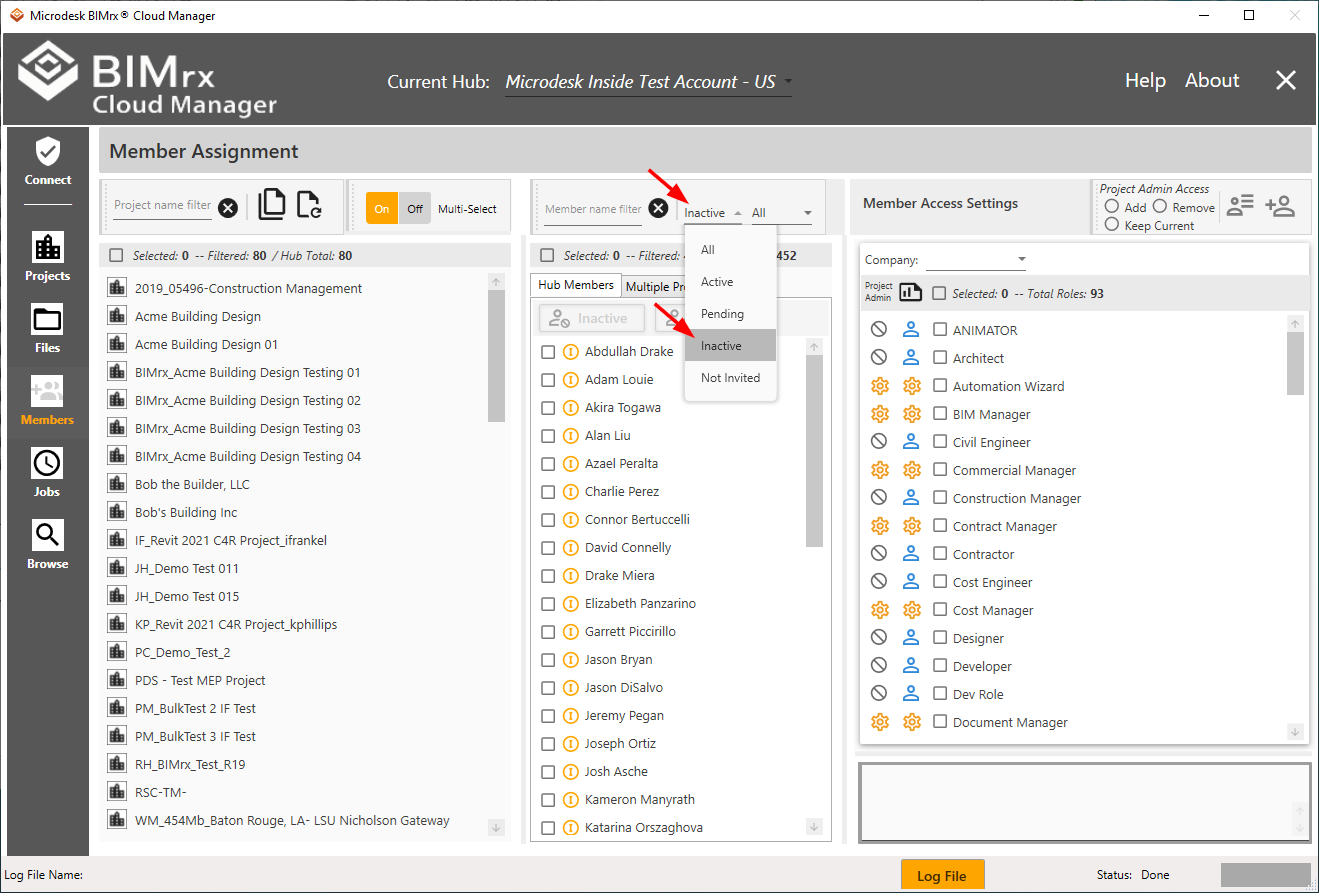 Microdesk BIMrx® Cloud Manager
BIMrx
Cloud Manager
Current Hub: Microdesk Inside Test Account - US
Help About
Connect
Projects
Files
Members
Jobs
Browse
Member Assignment
Project name filter
On Off Multi-Select
Selected: 0 -- Filtered: 80 / Hub Total: 80
2019_05496-Construction Management
Acme Building Design
Acme Building Design 01
BIMrx_Acme Building Design Testing 01
BIMrx_Acme Building Design Testing 02
BIMrx_Acme Building Design Testing 03
BIMrx_Acme Building Design Testing 04
Bob the Builder, LLC
Bob's Building Inc
IF_Revit 2021 C4R Project_ifrankel
JH_Demo Test 011
JH_Demo Test 015
KP_Revit 2021 C4R Project_kphillips
PC_Demo_Test_2
PDS - Test MEP Project
PM_BulkTest 2 IF Test
PM_BulkTest 3 IF Test
RH_BIMrx_Test_R19
RSC-TM-
WM_454Mb_Baton Rouge, LA- LSU Nicholson Gateway
Member name filter
Inactive All
Selected: 0 -- Filtered: 452
All
Active
Pending
Inactive
Not Invited
Hub Members Multiple Pr
Inactive
Abdullah Drake
Adam Louie
Akira Togawa
Alan Liu
Azael Peralta
Charlie Perez
Connor Bertuccelli
David Connelly
Drake Miera
Elizabeth Panzarino
Garrett Piccirillo
Jason Bryan
Jason DiSalvo
Jeremy Pegan
Joseph Ortiz
Josh Asche
Kameron Manyrath
Katarina Orszaghova
Member Access Settings
Project Admin Access
Add Remove
Keep Current
Company:
Project
Admin
Selected: 0 -- Total Roles: 93
ANIMATOR
Architect
Automation Wizard
BIM Manager
Civil Engineer
Commercial Manager
Construction Manager
Contract Manager
Contractor
Cost Engineer
Cost Manager
Designer
Developer
Dev Role
Document Manager
Log File Name:
Log File
Status: Done